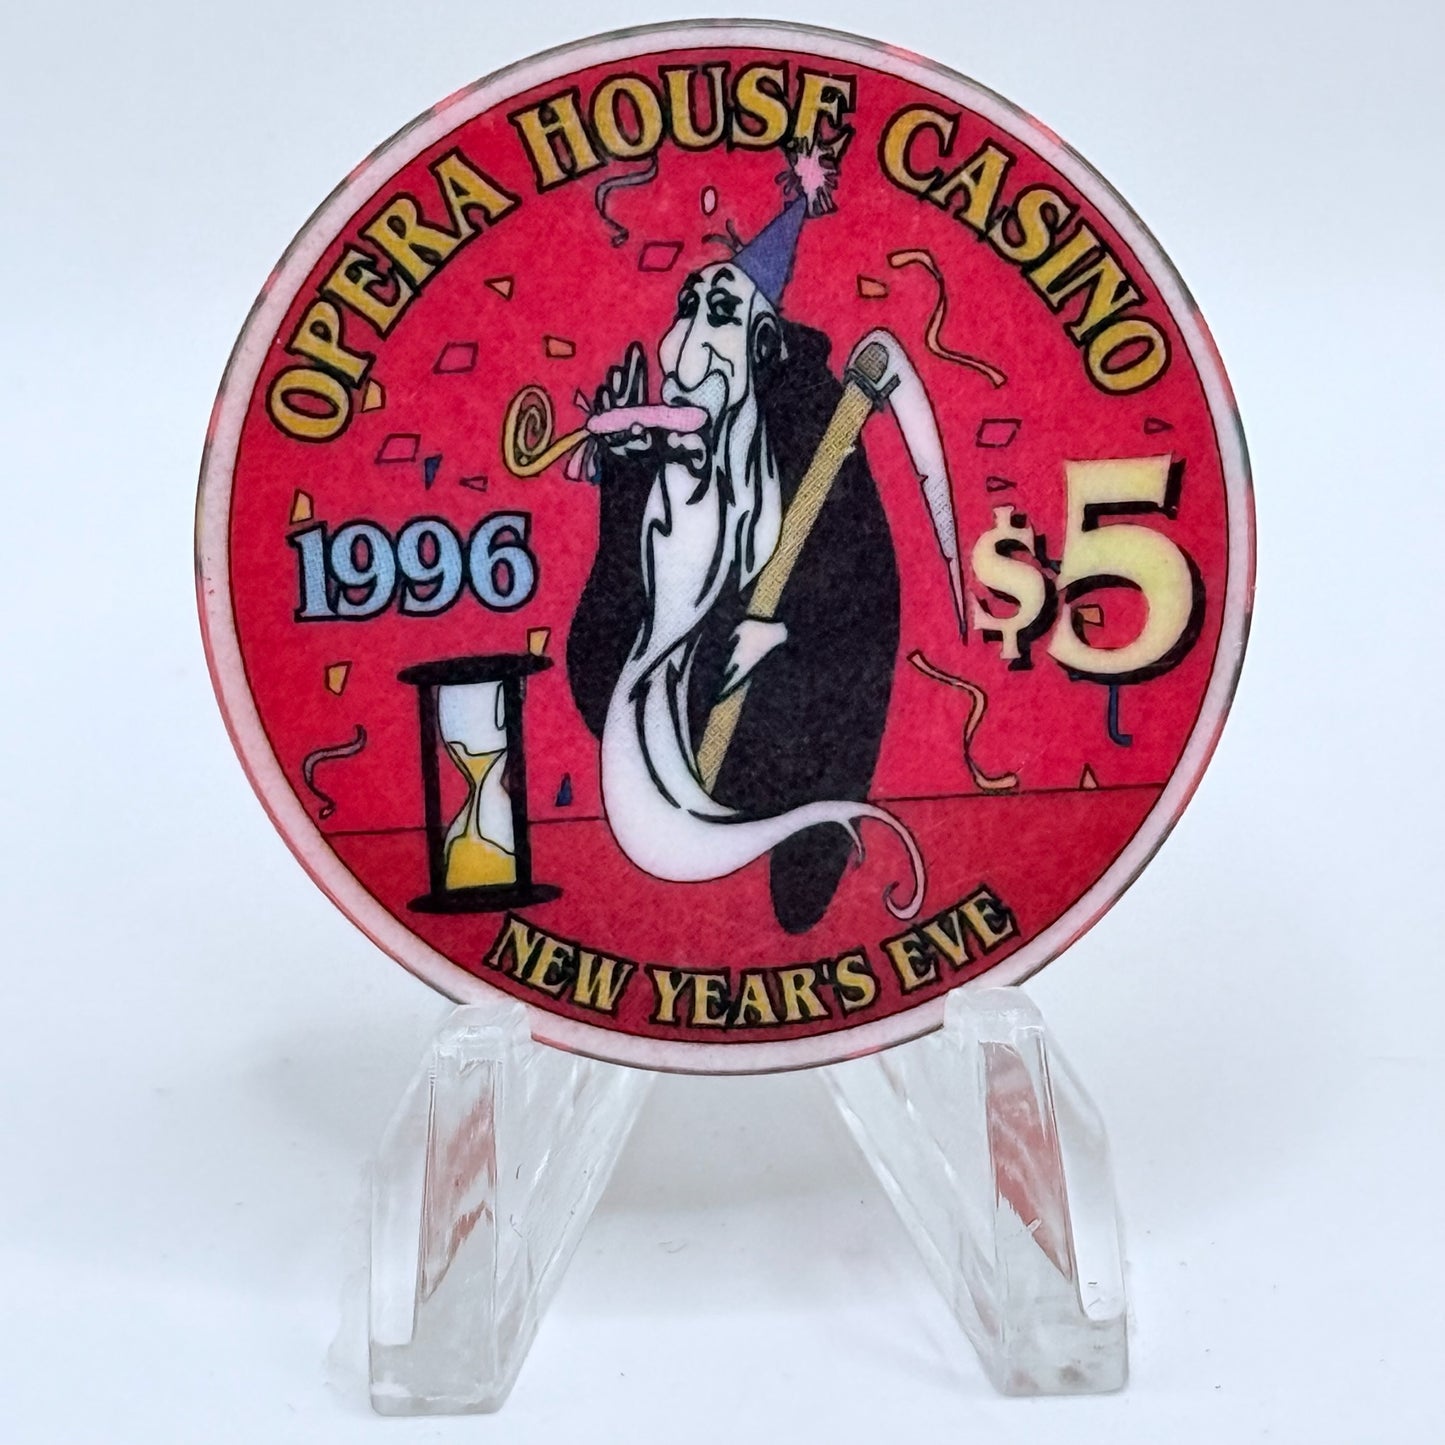 OPERA HOUSE CASINO
1996
$5
NEW YEAR'S EVE